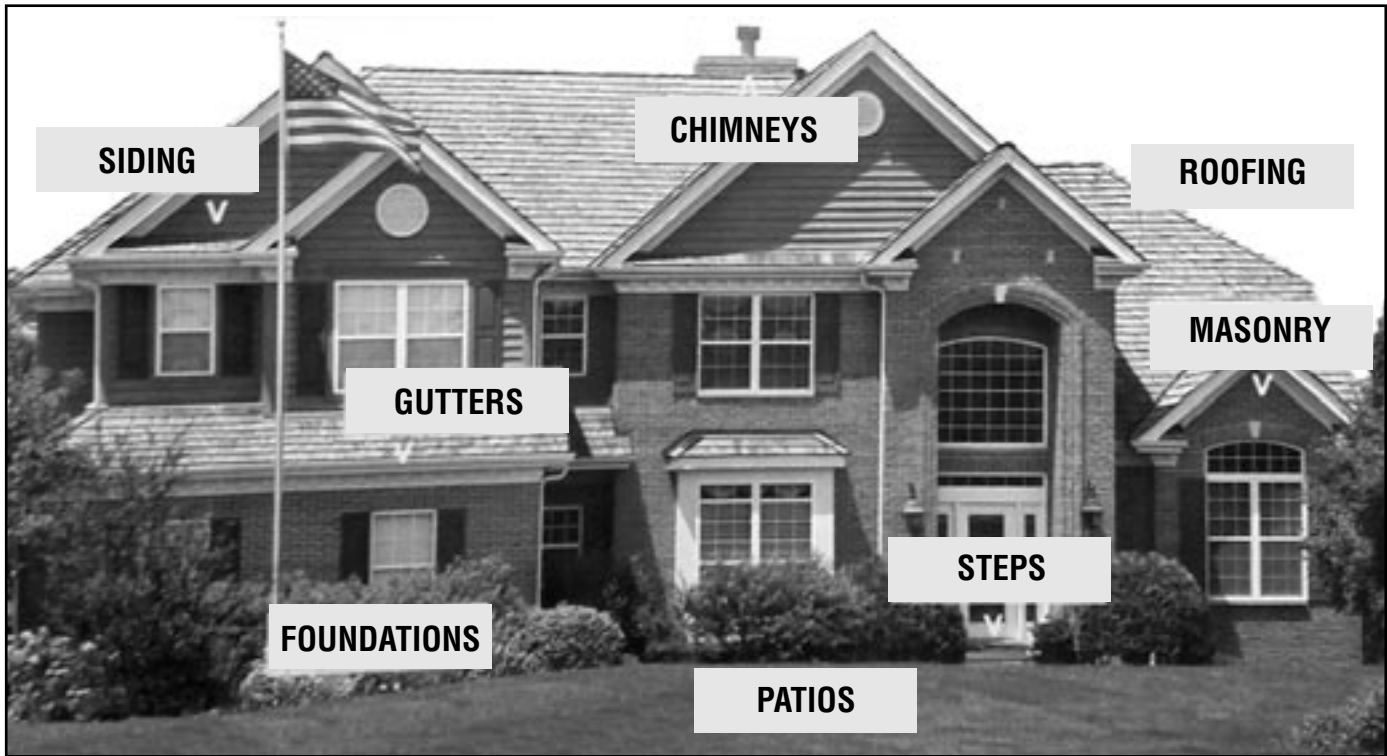 CHIMNEYS
SIDING
ROOFING
MASONRY
GUTTERS
STEPS
FOUNDATIONS
PATIOS